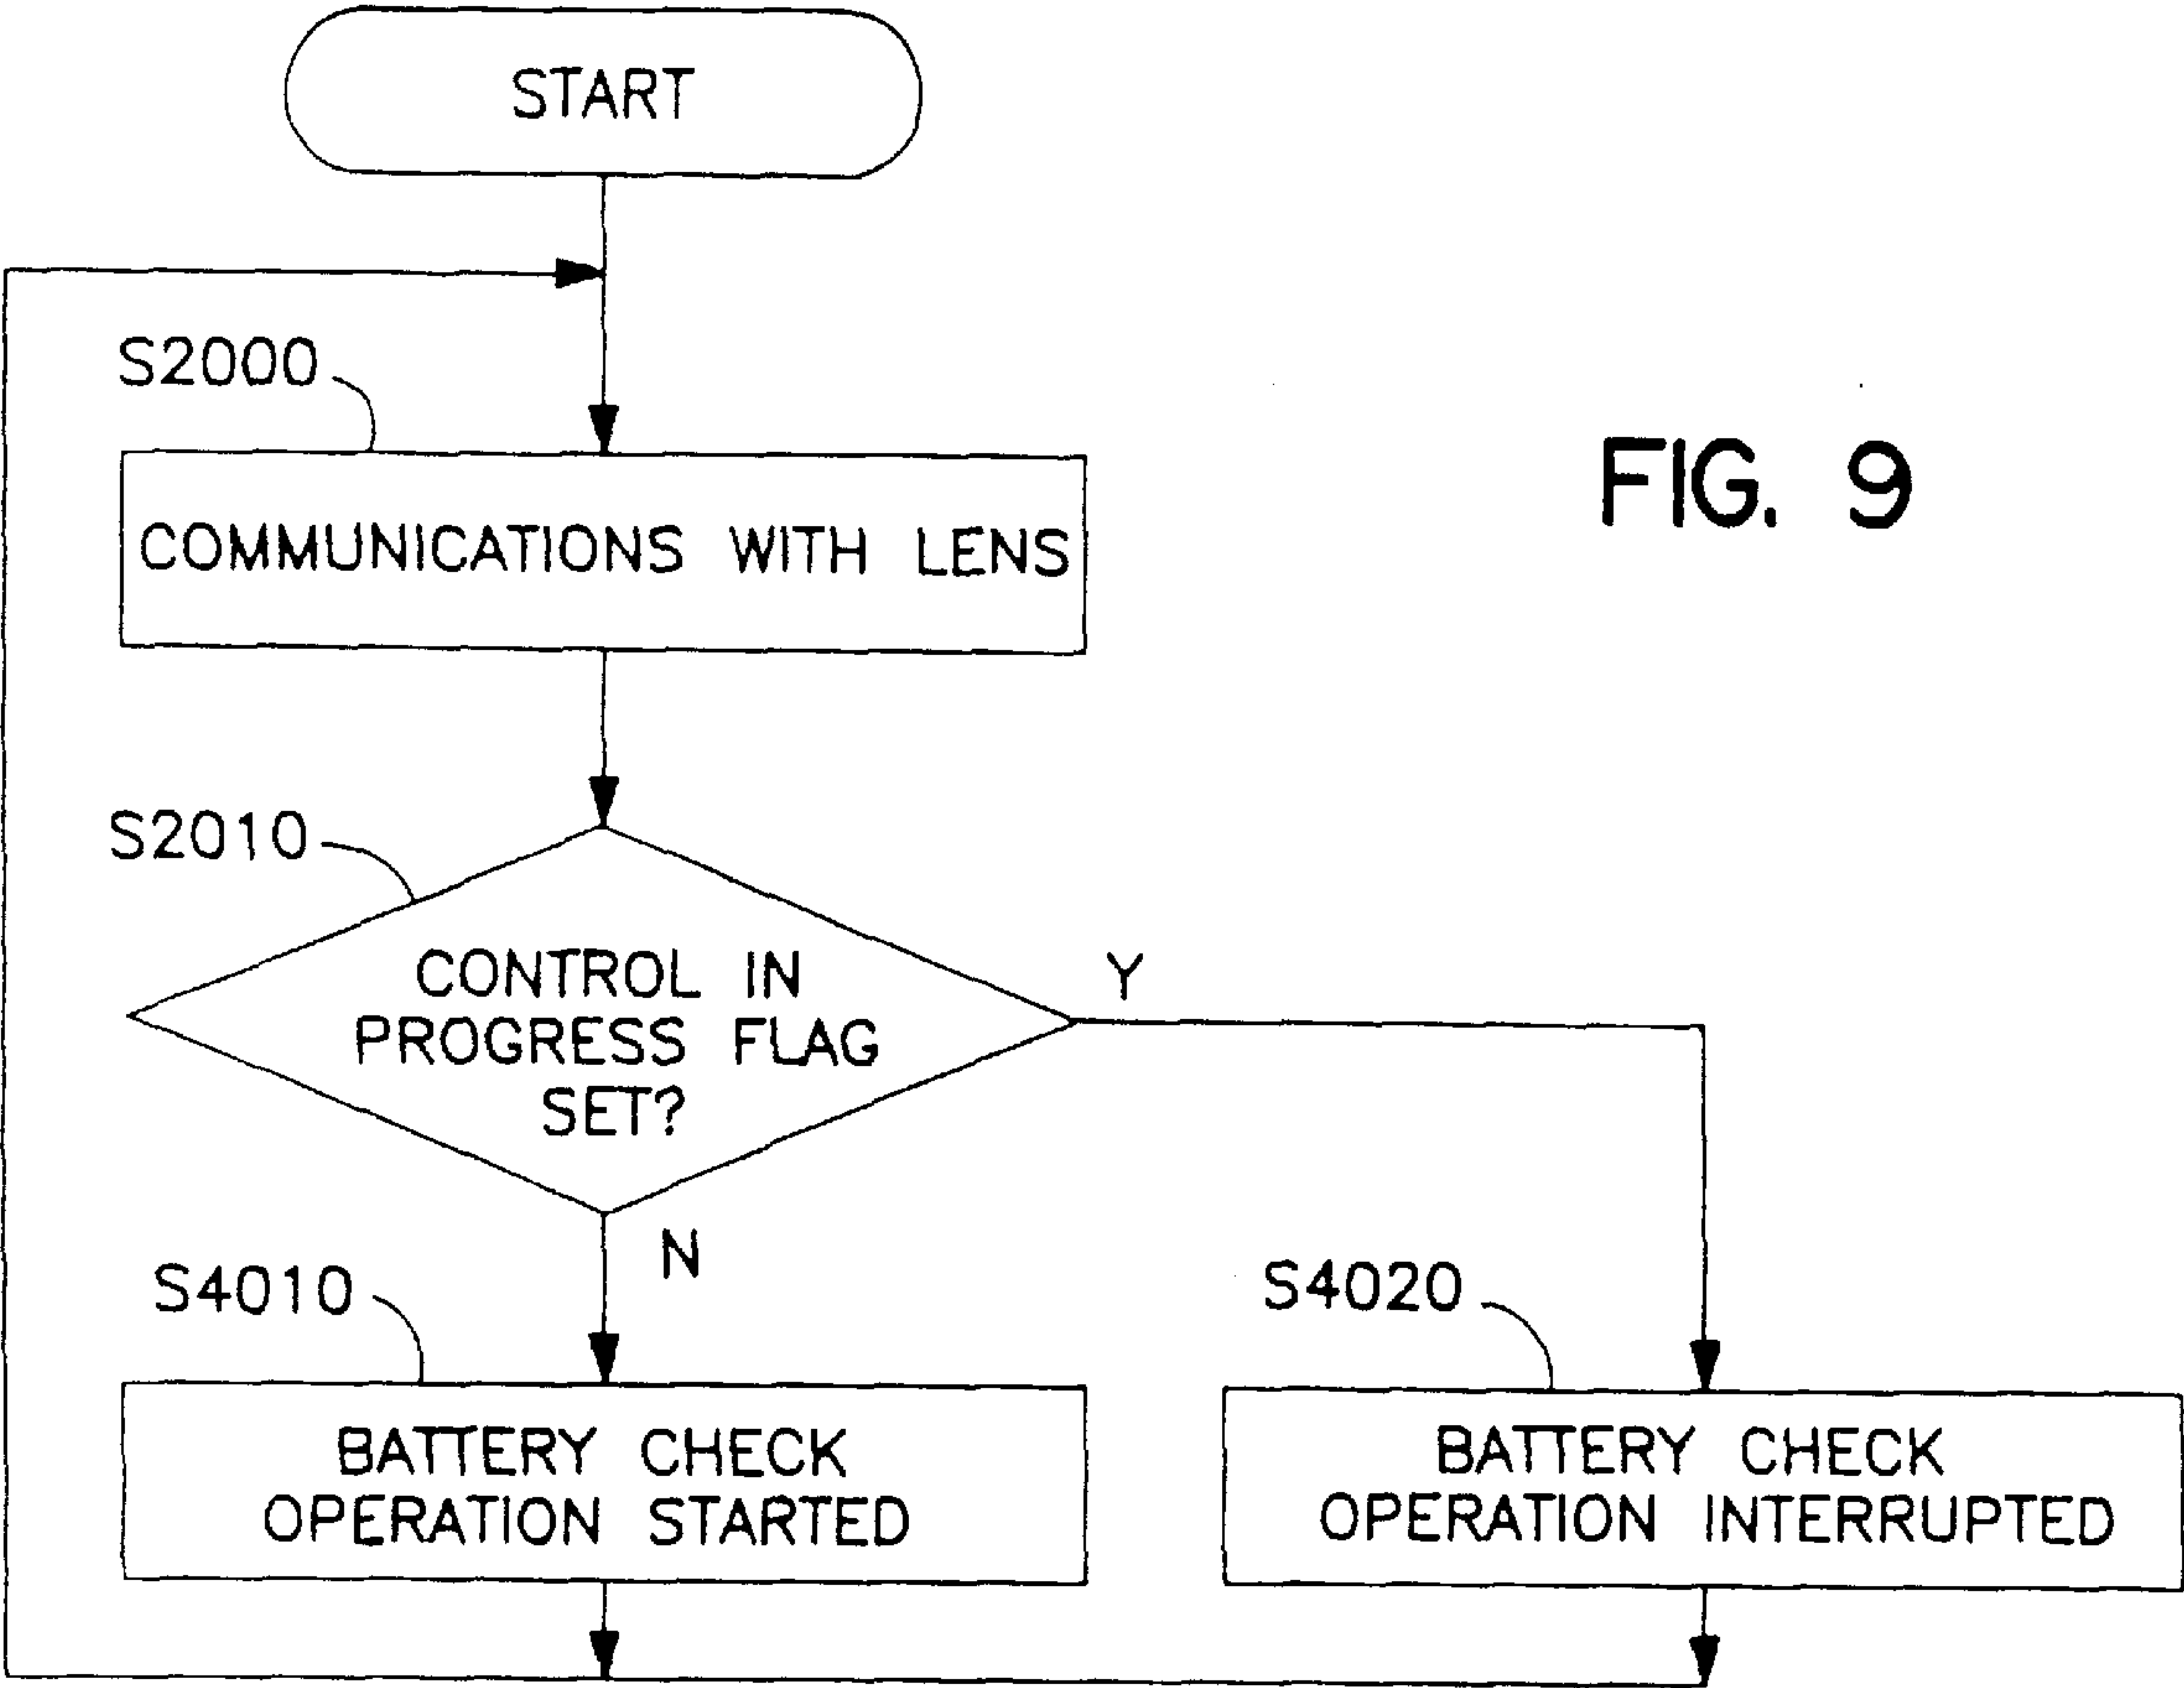 START
S2000
COMMUNICATIONS WITH LENS
FIG. 9
S2010
CONTROL IN
PROGRESS FLAG
SET?
Y
N
S4010
BATTERY CHECK
OPERATION STARTED
S4020
BATTERY CHECK
OPERATION INTERRUPTED